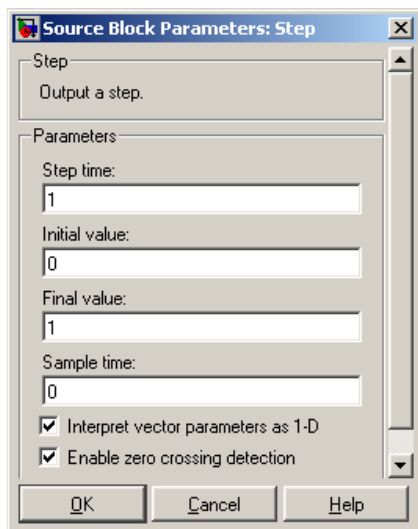 Source Block Parameters: Step
Step
Output a step.
Parameters
Step time:
1
Initial value:
0
Final value:
1
Sample time:
0
Interpret vector parameters as 1-D
Enable zero crossing detection
OK Cancel Help